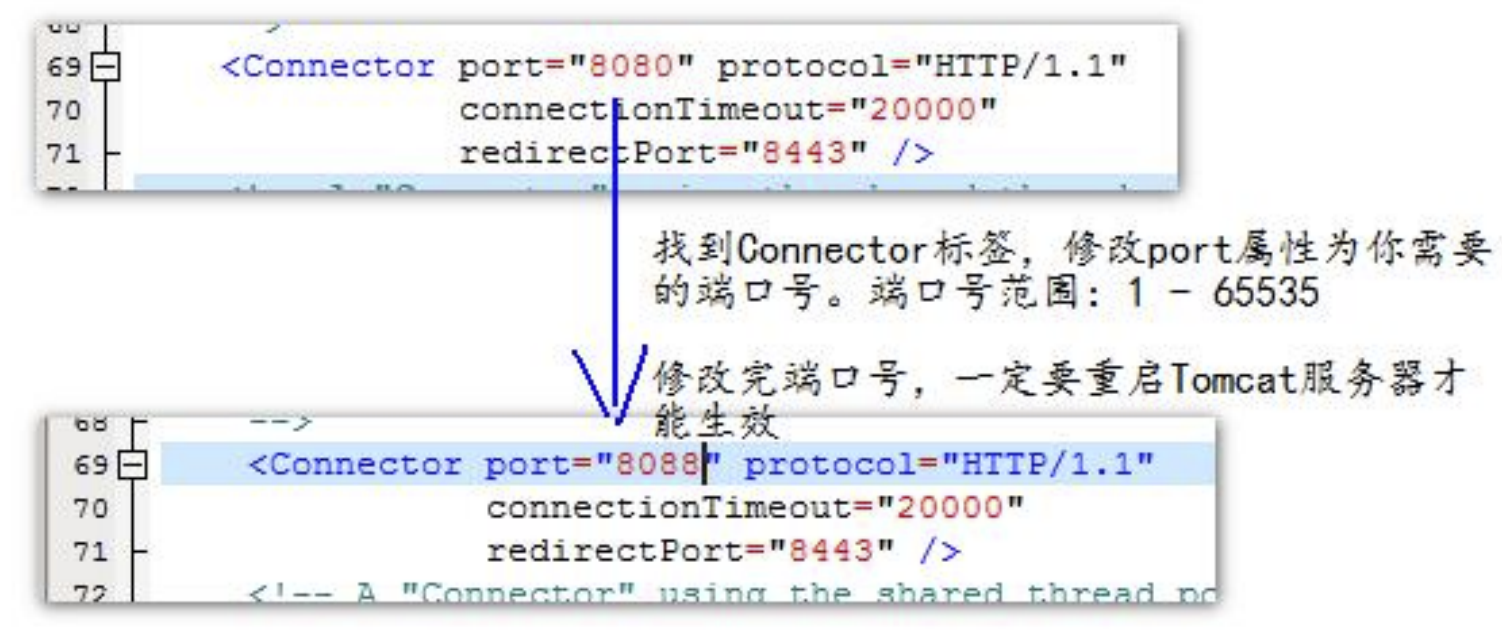 69 <Connector port="8080" protocol="HTTP/1.1"
70 connectionTimeout="20000"
71 redirectPort="8443" />
找到Connector标签，修改port属性为你需要
的端口号。端口号范围：1 - 65535
修改完端口号，一定要重启Tomcat服务器才
能生效
68 -->
69 <Connector port="8088" protocol="HTTP/1.1"
70 connectionTimeout="20000"
71 redirectPort="8443" />
72 <!-- A "Connector" using the shared thread